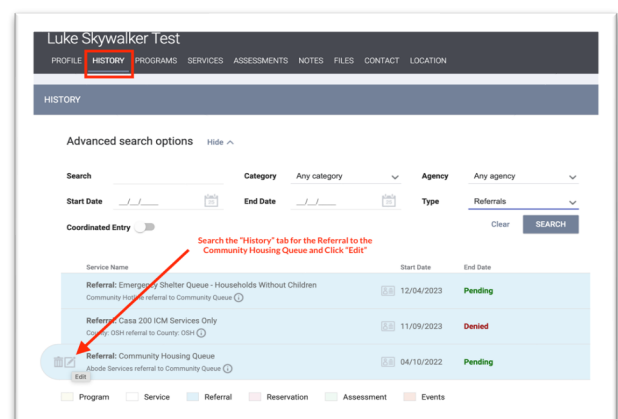 Luke Skywalker Test
PROFILE HISTORY PROGRAMS SERVICES ASSESSMENTS NOTES FILES CONTACT LOCATION
HISTORY
Advanced search options Hide
Search Category Any category Agency Any agency
Start Date __/__/____ End Date __/__/____ Type Referrals
Coordinated Entry Clear SEARCH
Search the "History" tab for the Referral to the
Community Housing Queue and Click "Edit"
Service Name Start Date End Date
Referral: Emergency Shelter Queue - Households Without Children
Community Hotline referral to Community Queue
12/04/2023 Pending
Referral: Casa 200 ICM Services Only
County: OSH referral to County: OSH
11/09/2023 Denied
Referral: Community Housing Queue
Abode Services referral to Community Queue
04/10/2022 Pending
Edit
Program Service Referral Reservation Assessment Events